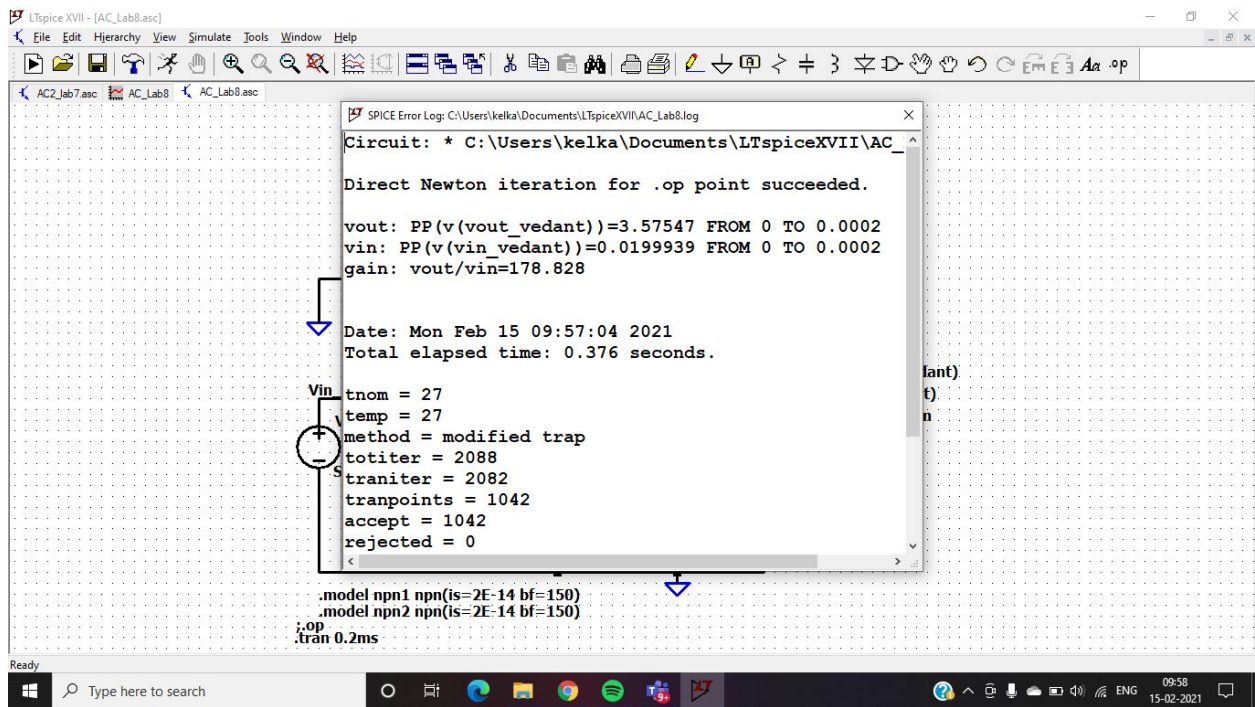 LTspice XVII - [AC_Lab8.asc]
File Edit Hierarchy View Simulate Tools Window Help
.op
AC2_lab7.asc AC_Lab8 AC_Lab8.asc
SPICE Error Log: C:\Users\kelka\Documents\LTspiceXVII\AC_Lab8.log
Circuit: * C:\Users\kelka\Documents\LTspiceXVII\AC_
Direct Newton iteration for .op point succeeded.
vout: PP(v(vout_vedant))=3.57547 FROM 0 TO 0.0002
vin: PP(v(vin_vedant))=0.0199939 FROM 0 TO 0.0002
gain: vout/vin=178.828
Date: Mon Feb 15 09:57:04 2021
Total elapsed time: 0.376 seconds.
tnom = 27
temp = 27
method = modified trap
totiter = 2088
traniter = 2082
tranpoints = 1042
accept = 1042
rejected = 0
Vin
dant)
t)
n
.model npn1 npn(is=2E-14 bf=150)
.model npn2 npn(is=2E-14 bf=150)
;.op
.tran 0.2ms
Ready
Type here to search
9+
ENG
09:58
15-02-2021